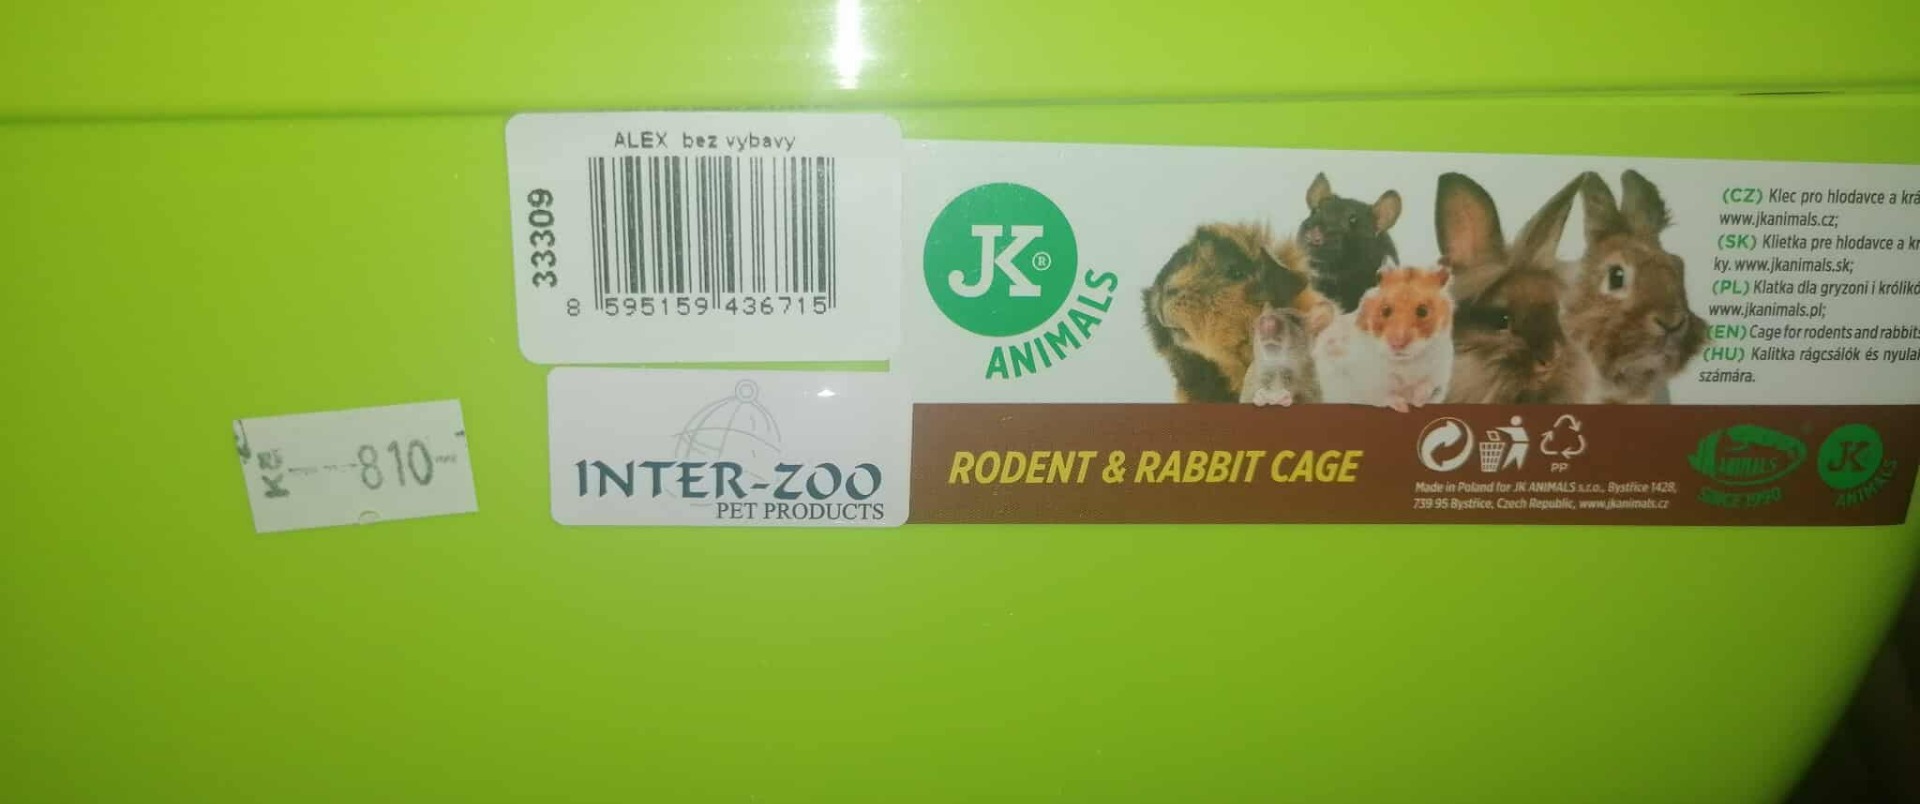 ALEX bez vybavy
33309
8 595159 436715
810
INTER-ZOO
PET PRODUCTS
JK®
ANIMALS
(CZ) Klec pro hlodavce a krá
www.jkanimals.cz;
(SK) Klietka pre hlodavce a kr
ky. www.jkanimals.sk;
(PL) Klatka dla gryzoni i królikó
www.jkanimals.pl;
(EN) Cage for rodents and rabbits
(HU) Kalitka rágcsálók és nyulak
számára.
RODENT & RABBIT CAGE
PP
Made in Poland for JK ANIMALS s.r.o., Bystřice 1428,
739 95 Bystřice, Czech Republic, www.jkanimals.cz
ANIMALS
SINCE 1990
JK
ANIMALS